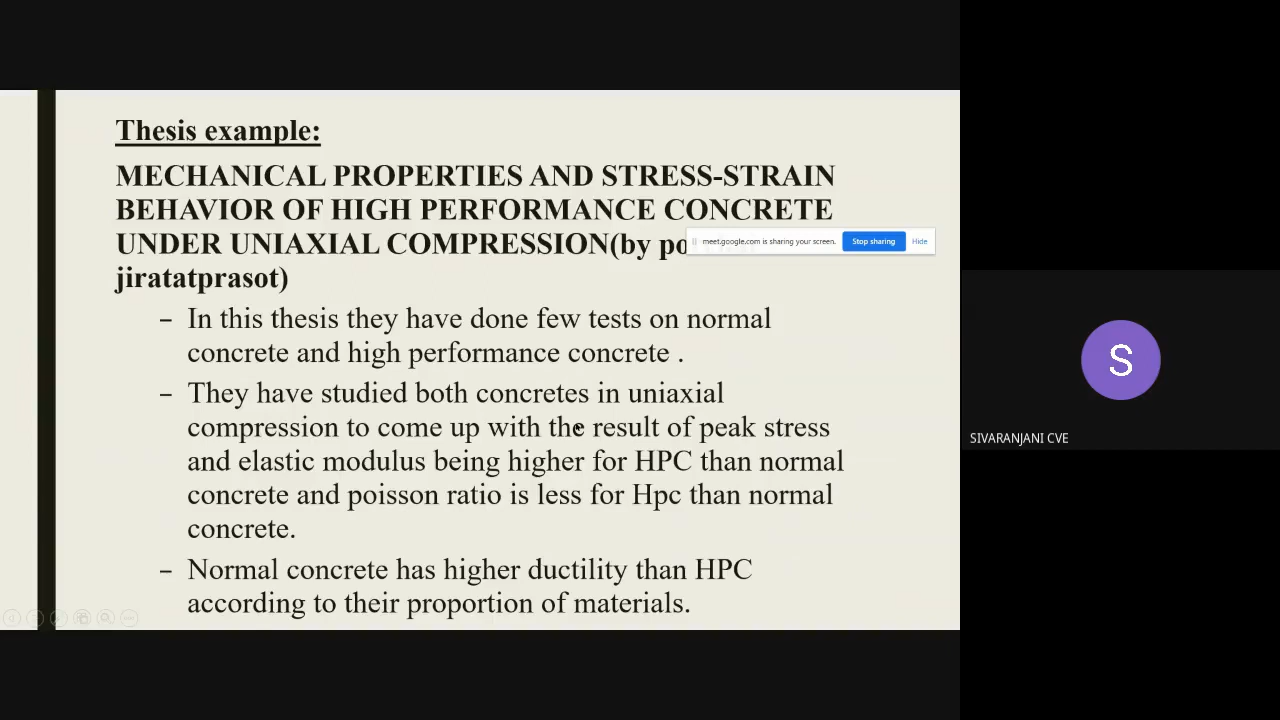 Thesis example:
MECHANICAL PROPERTIES AND STRESS-STRAIN
BEHAVIOR OF HIGH PERFORMANCE CONCRETE
UNDER UNIAXIAL COMPRESSION(by
meet.google.com is sharing your screen.
Stop sharing
Hide
jiratatprasot)
– In this thesis they have done few tests on normal
concrete and high performance concrete .
– They have studied both concretes in uniaxial
compression to come up with the result of peak stress
and elastic modulus being higher for HPC than normal
concrete and poisson ratio is less for Hpc than normal
concrete.
– Normal concrete has higher ductility than HPC
according to their proportion of materials.
S
SIVARANJANI CVE